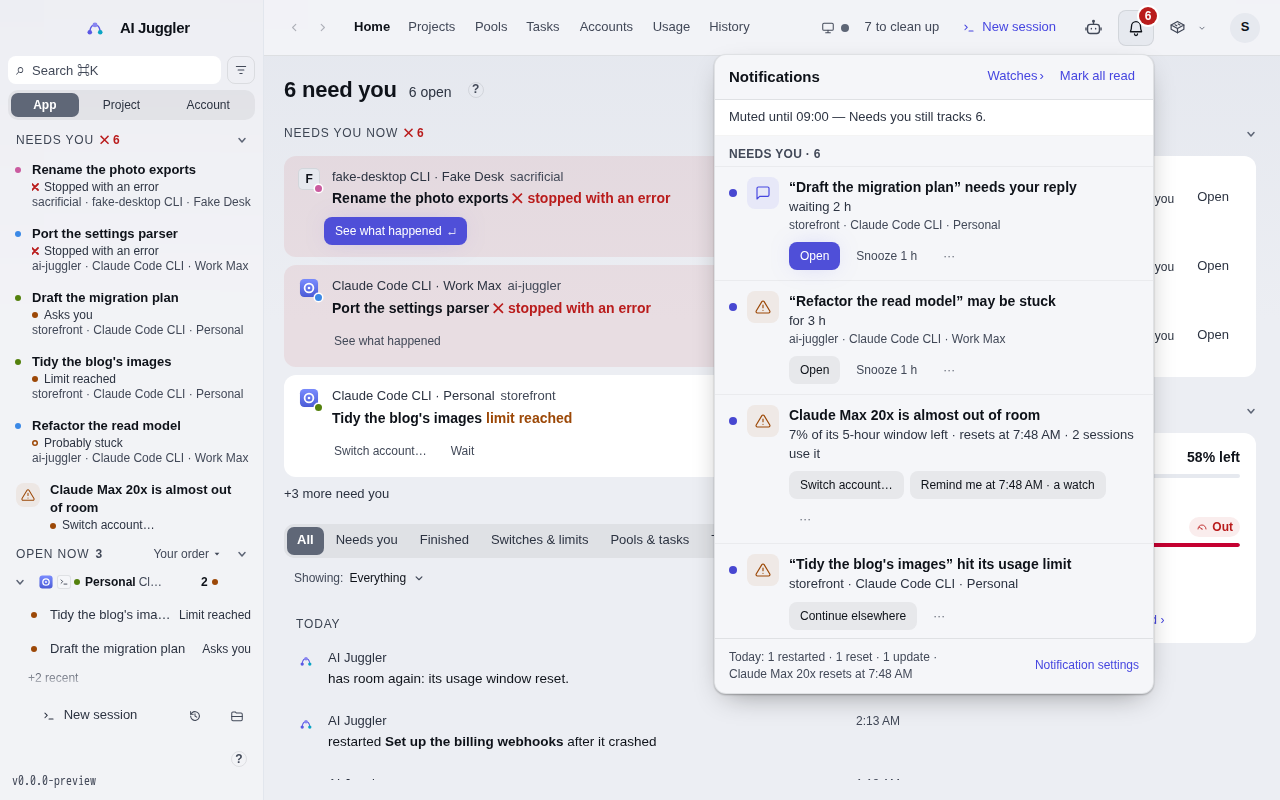 AI Juggler
Search ⌘K
App
Project
Account
NEEDS YOU 6
Rename the photo exports
Stopped with an error
sacrificial · fake-desktop CLI · Fake Desk
Port the settings parser
Stopped with an error
ai-juggler · Claude Code CLI · Work Max
Draft the migration plan
Asks you
storefront · Claude Code CLI · Personal
Tidy the blog's images
Limit reached
storefront · Claude Code CLI · Personal
Refactor the read model
Probably stuck
ai-juggler · Claude Code CLI · Work Max
Claude Max 20x is almost out
of room
Switch account…
OPEN NOW 3
Your order
Personal Cl…
2
Tidy the blog's ima…
Limit reached
Draft the migration plan
Asks you
+2 recent
New session
?
v0.0.0-preview
Home
Projects
Pools
Tasks
Accounts
Usage
History
7 to clean up
New session
6
S
6 need you
6 open
?
NEEDS YOU NOW 6
F
fake-desktop CLI · Fake Desk sacrificial
Rename the photo exports stopped with an error
See what happened
Claude Code CLI · Work Max ai-juggler
Port the settings parser stopped with an error
See what happened
Claude Code CLI · Personal storefront
Tidy the blog's images limit reached
Switch account…
Wait
+3 more need you
All
Needs you
Finished
Switches & limits
Pools & tasks
Showing: Everything
TODAY
AI Juggler
has room again: its usage window reset.
AI Juggler
2:13 AM
restarted Set up the billing webhooks after it crashed
Notifications
Watches ›
Mark all read
Muted until 09:00 — Needs you still tracks 6.
NEEDS YOU · 6
“Draft the migration plan” needs your reply
waiting 2 h
storefront · Claude Code CLI · Personal
Open
Snooze 1 h
···
“Refactor the read model” may be stuck
for 3 h
ai-juggler · Claude Code CLI · Work Max
Open
Snooze 1 h
···
Claude Max 20x is almost out of room
7% of its 5-hour window left · resets at 7:48 AM · 2 sessions
use it
Switch account…
Remind me at 7:48 AM · a watch
···
“Tidy the blog's images” hit its usage limit
storefront · Claude Code CLI · Personal
Continue elsewhere
···
Today: 1 restarted · 1 reset · 1 update ·
Claude Max 20x resets at 7:48 AM
Notification settings
you
Open
you
Open
you
Open
58% left
Out